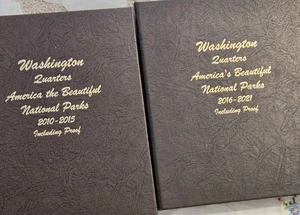 Washington
Quarters
America the Beautiful
National Parks
2010-2015
Including Proof
Washington
Quarters
America's Beautiful
National Parks
2016-2021
Including Proof